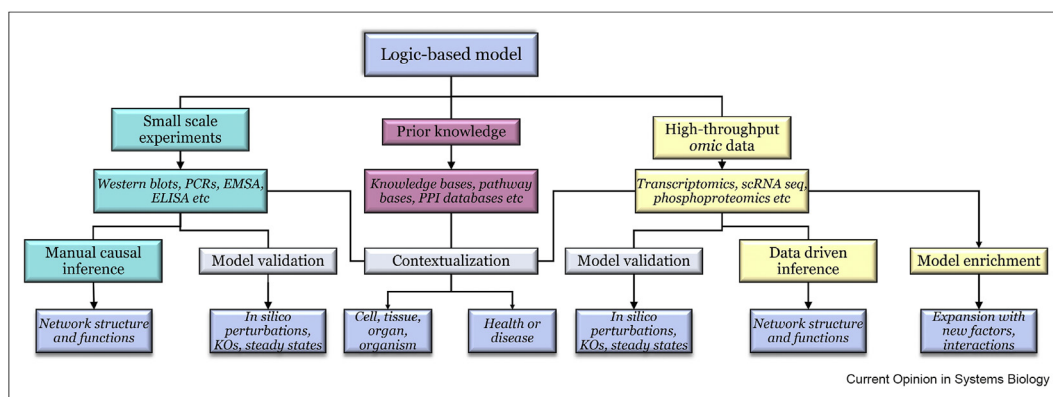 Logic-based model
Small scale
experiments
Prior knowledge
High-throughput
omic data
Western blots, PCRs, EMSA,
ELISA etc
Knowledge bases, pathway
bases, PPI databases etc
Transcriptomics, scRNA seq,
phosphoproteomics etc
Manual causal
inference
Model validation
Contextualization
Model validation
Data driven
inference
Model enrichment
Network structure
and functions
In silico
perturbations,
KOs, steady states
Cell, tissue,
organ,
organism
Health or
disease
In silico
perturbations,
KOs, steady states
Network structure
and functions
Expansion with
new factors,
interactions
Current Opinion in Systems Biology